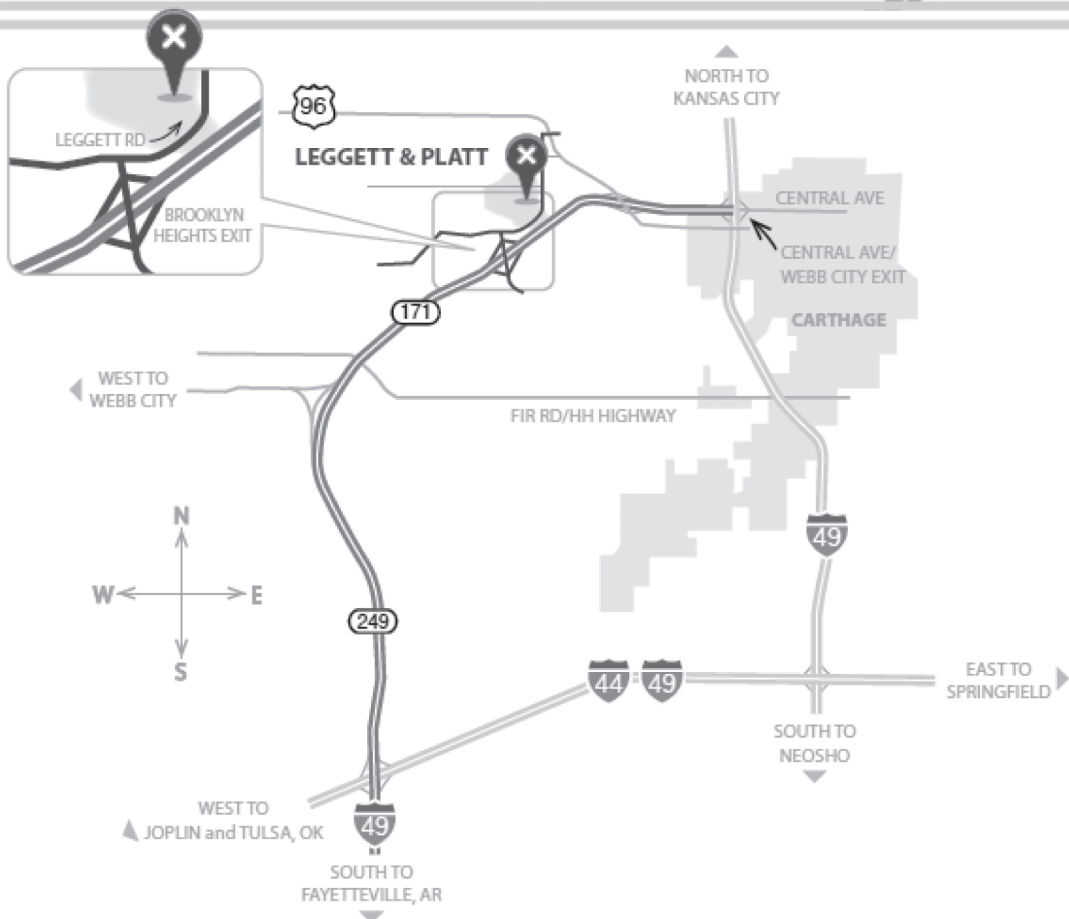 NORTH TO
KANSAS CITY
96
LEGGETT RD
LEGGETT & PLATT
BROOKLYN
HEIGHTS EXIT
CENTRAL AVE
CENTRAL AVE/
WEBB CITY EXIT
171
CARTHAGE
WEST TO
WEBB CITY
FIR RD/HH HIGHWAY
N
W
E
S
49
249
44
49
EAST TO
SPRINGFIELD
SOUTH TO
NEOSHO
WEST TO
JOPLIN and TULSA, OK
49
SOUTH TO
FAYETTEVILLE, AR